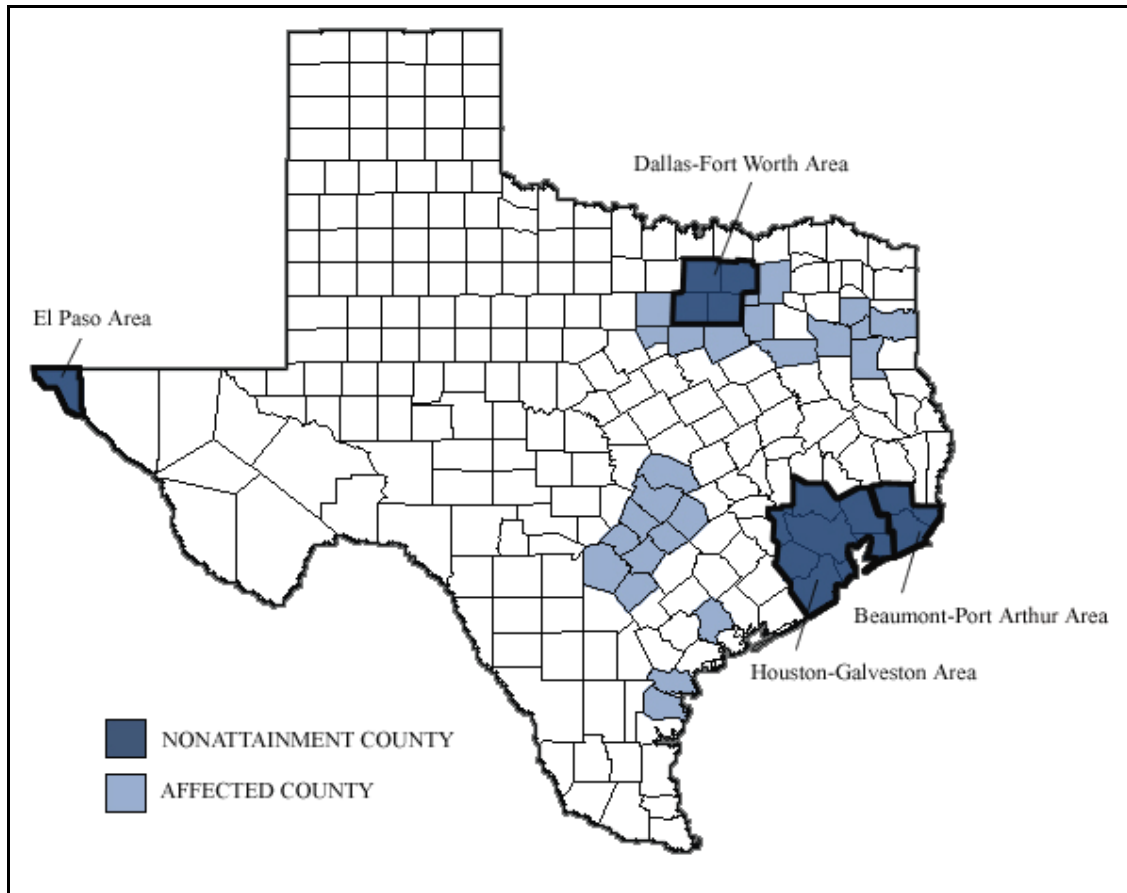 Dallas-Fort Worth Area
El Paso Area
Beaumont-Port Arthur Area
Houston-Galveston Area
NONATTAINMENT COUNTY
AFFECTED COUNTY